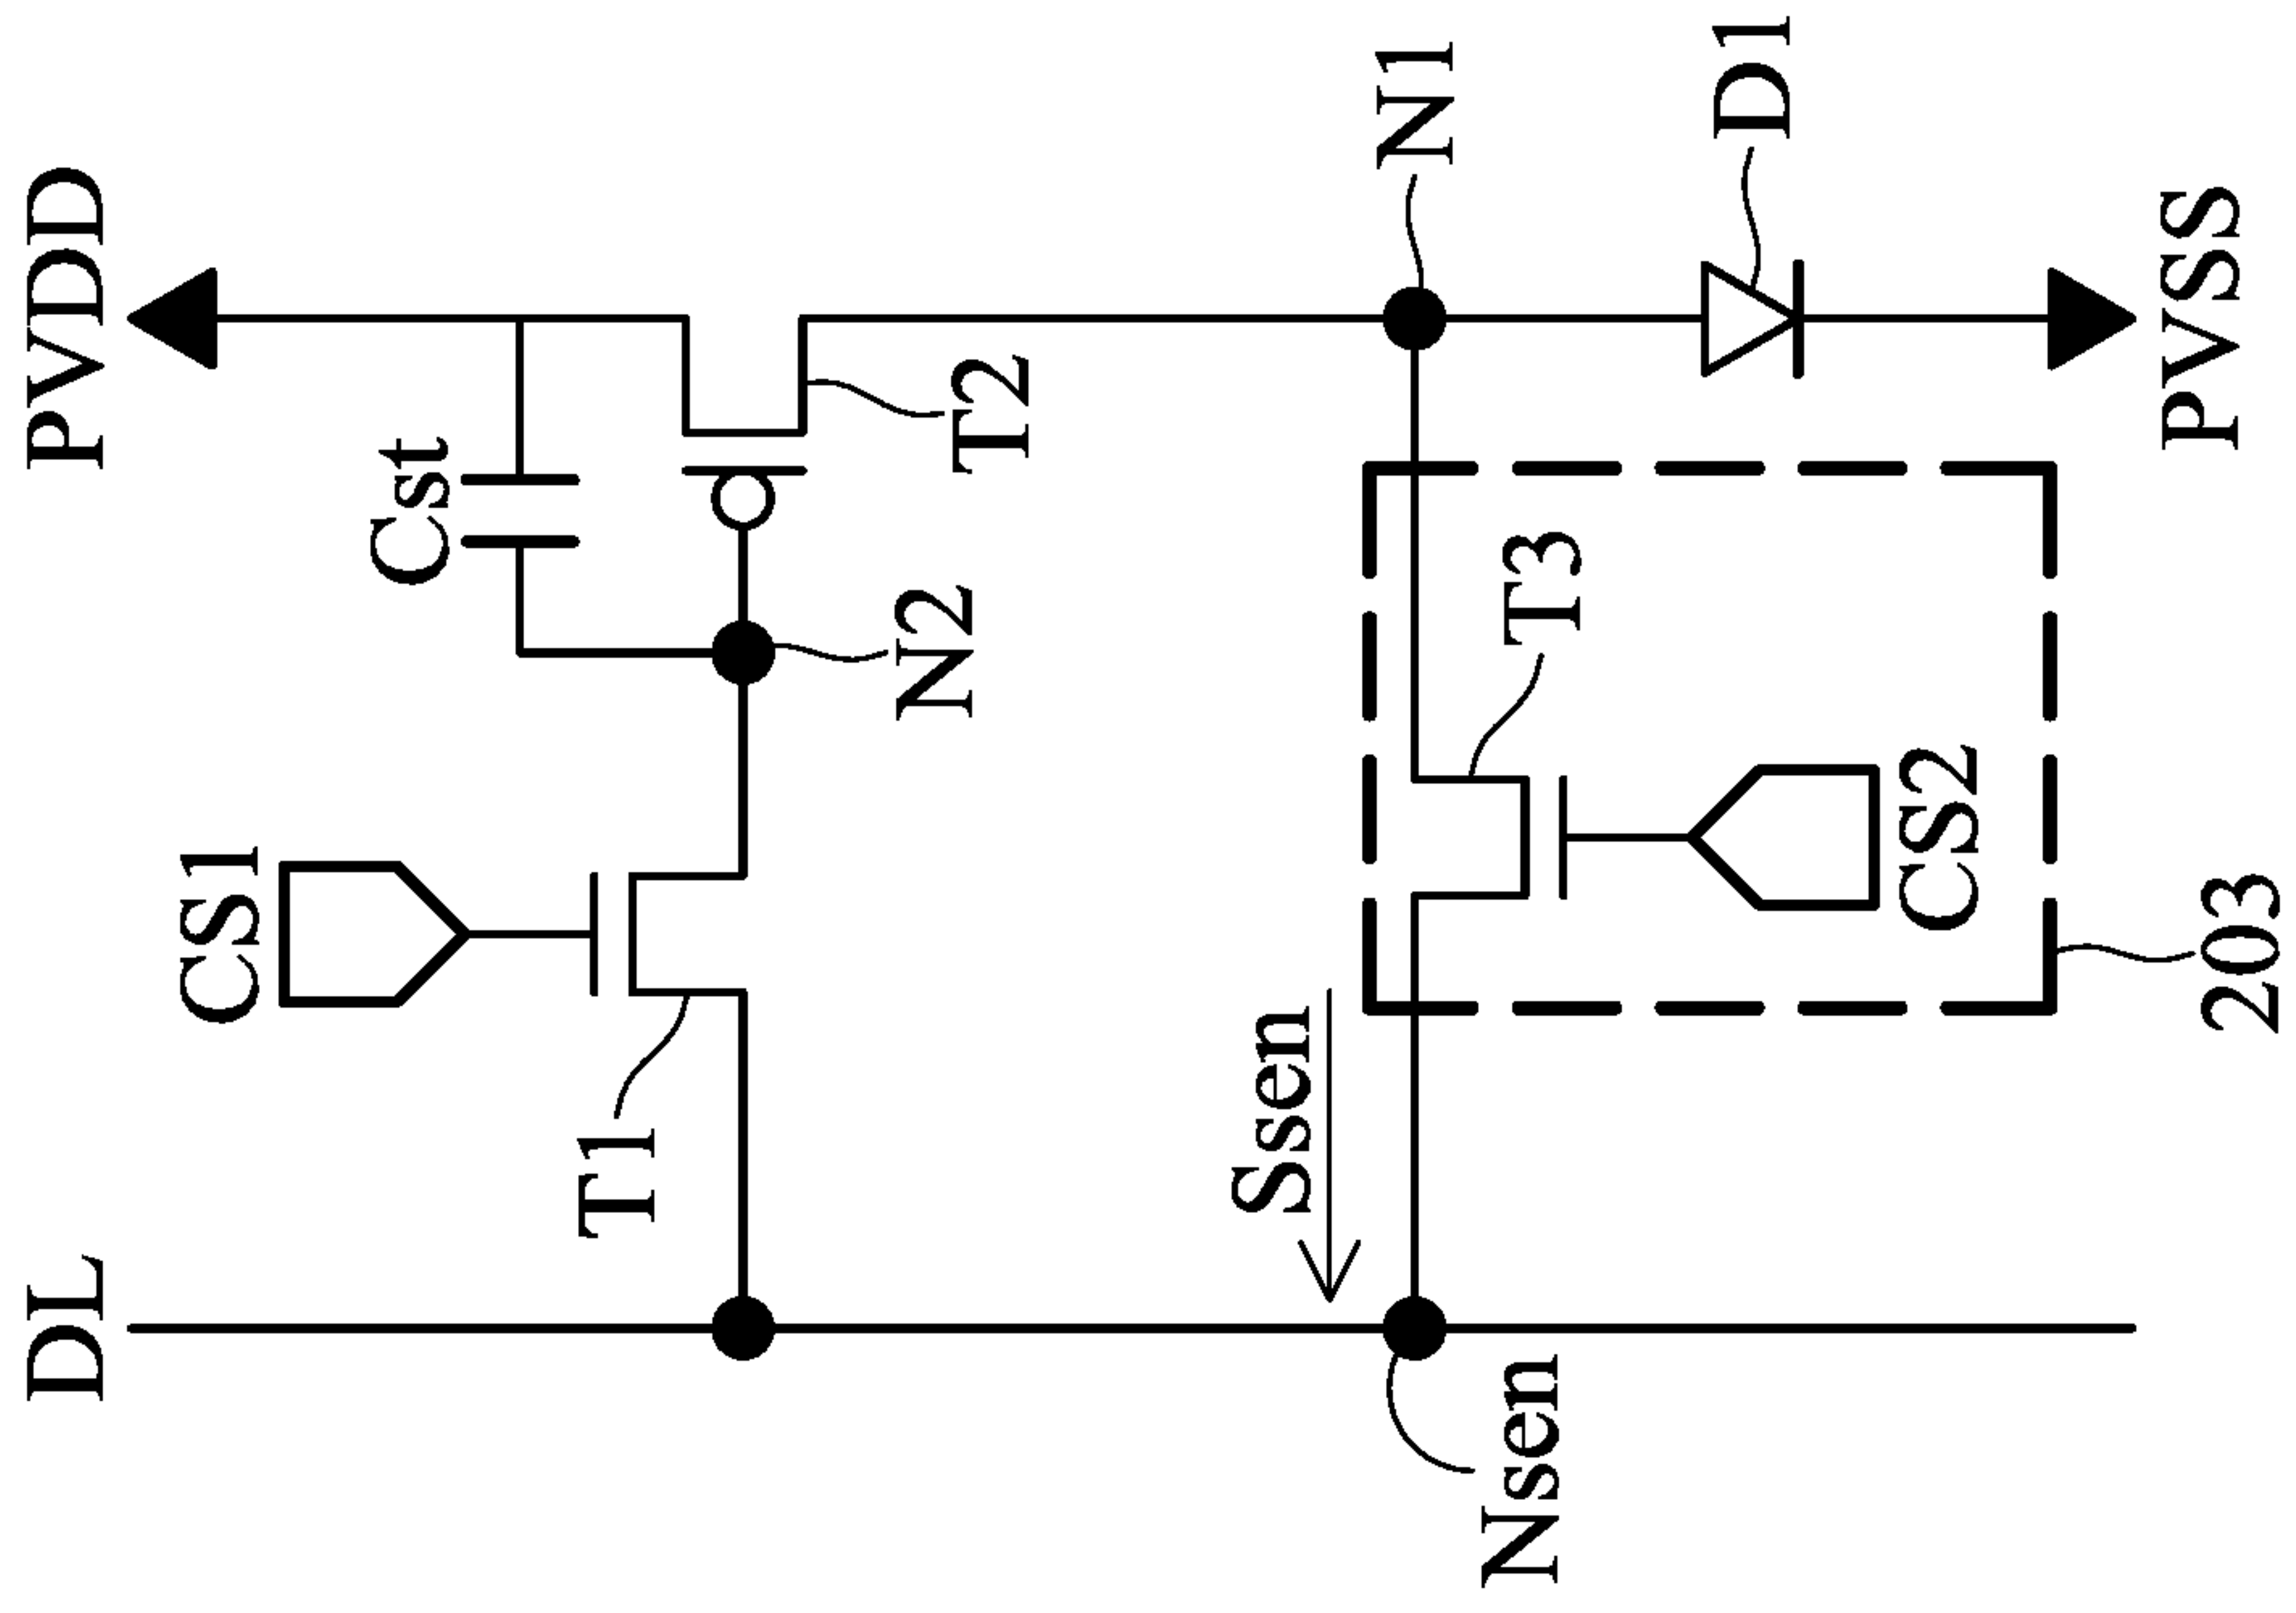 DL
PVDD
CS1
Cst
T1
T2
N2
Ssen
N1
T3
Nsen
D1
CS2
203
PVSS